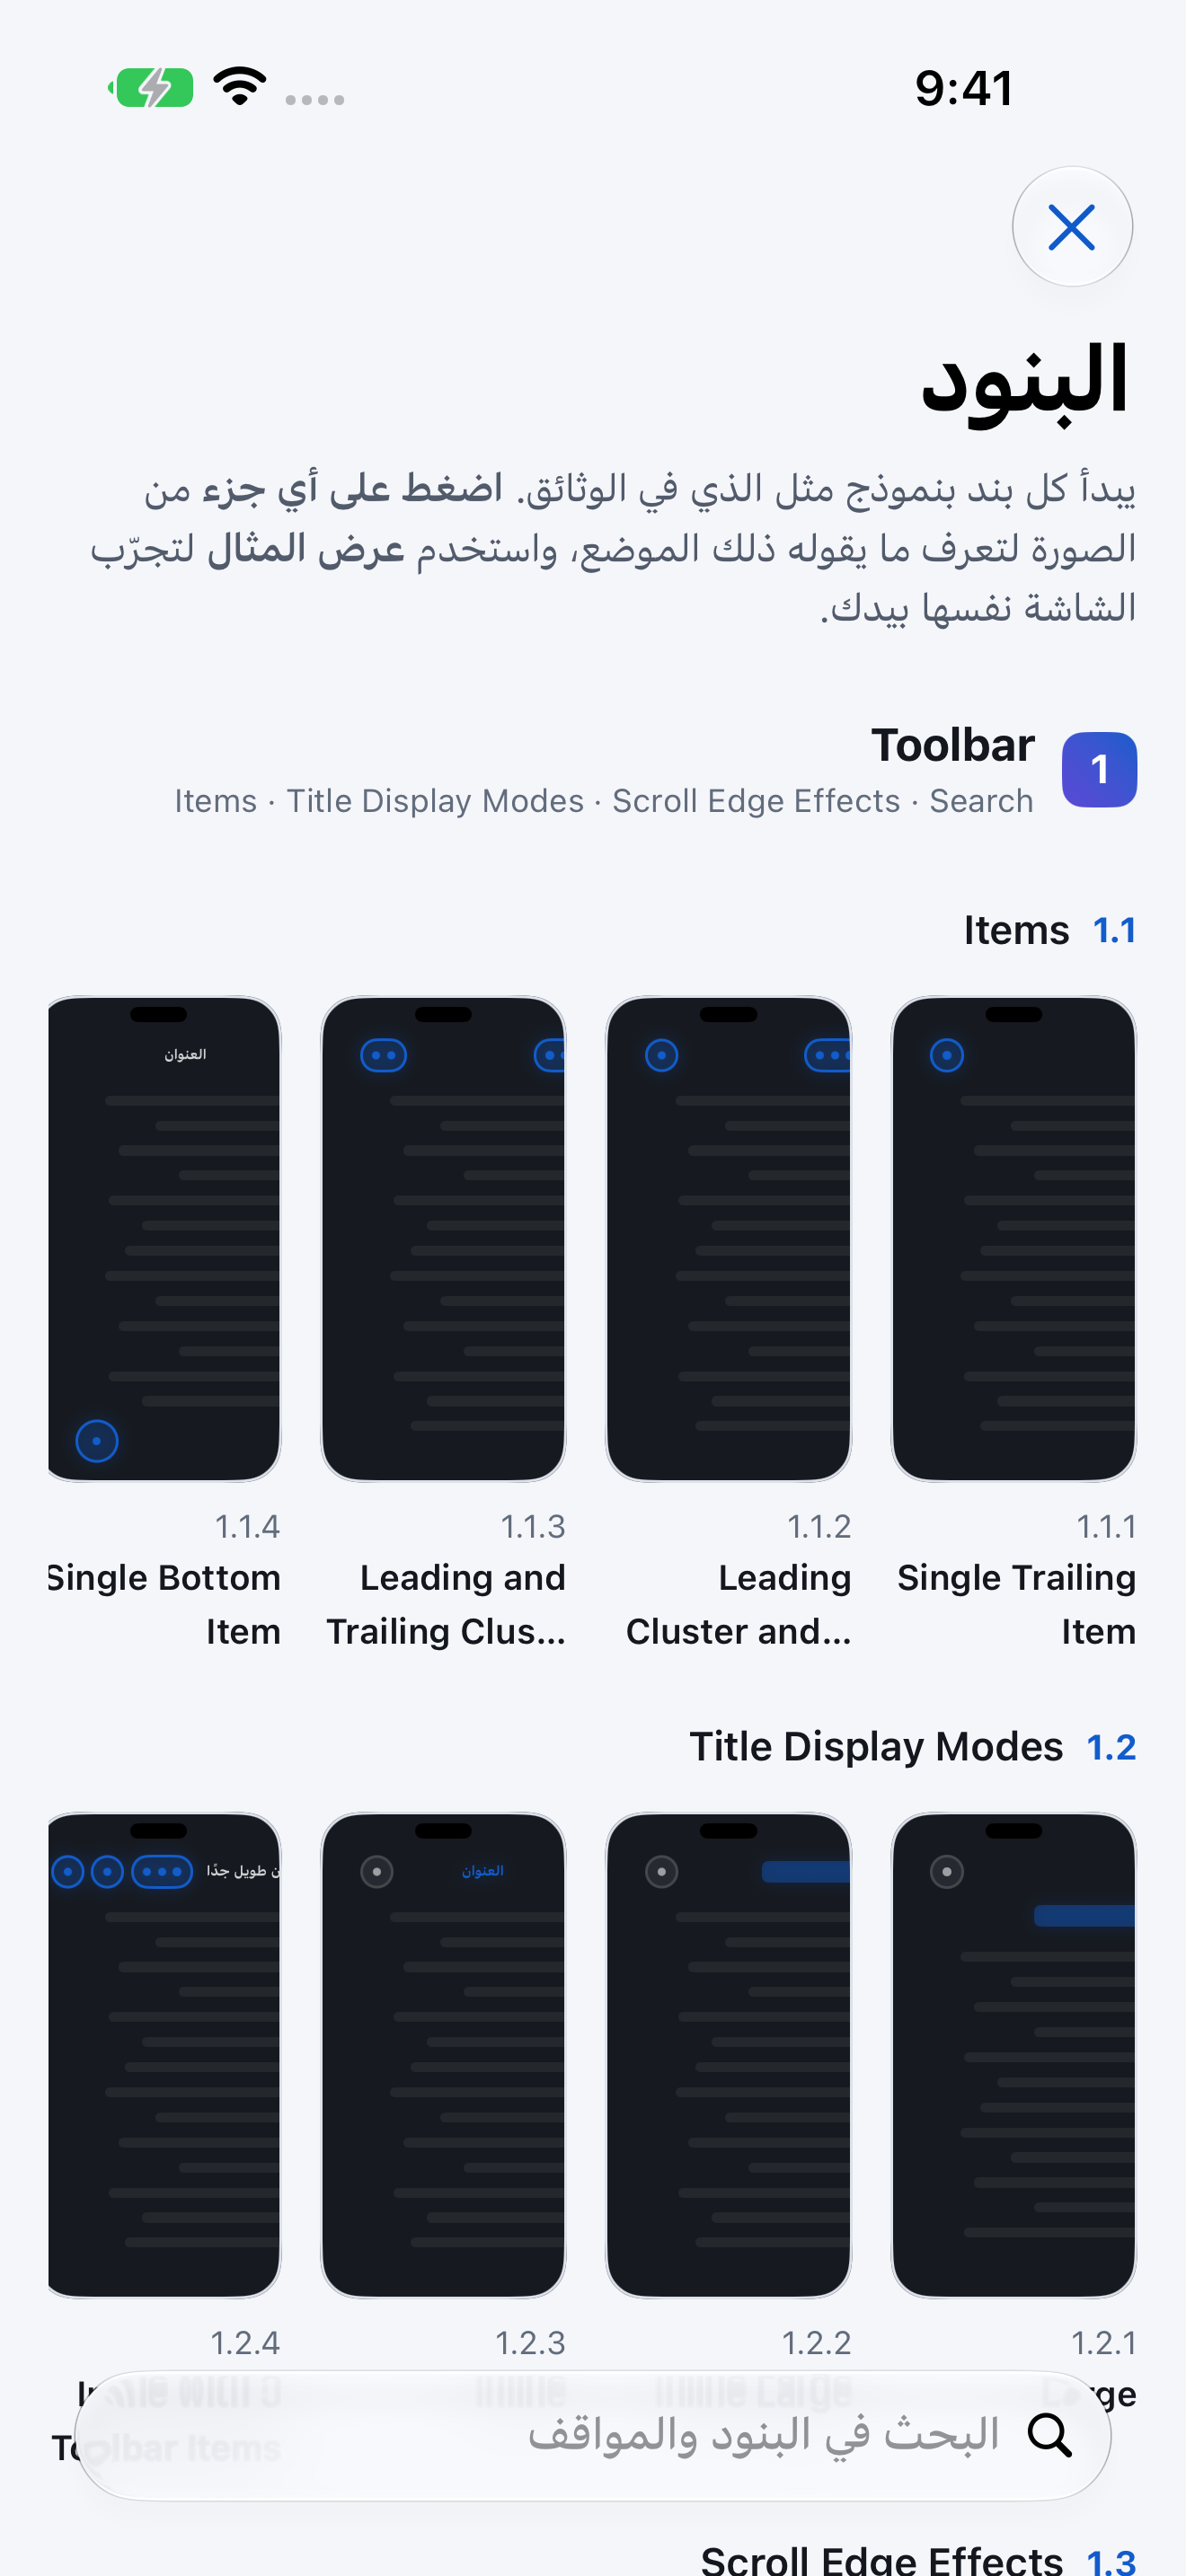 9:41
البنود
يبدأ كل بند بنموذج مثل الذي في الوثائق. اضغط على أي جزء من
الصورة لتعرف ما يقوله ذلك الموضع، واستخدم عرض المثال لتجرّب
الشاشة نفسها بيدك.
1
Toolbar
Items · Title Display Modes · Scroll Edge Effects · Search
1.1 Items
العنوان
1.1.1
Single Trailing
Item
1.1.2
Leading
Cluster and...
1.1.3
Leading and
Trailing Clus...
1.1.4
Single Bottom
Item
1.2 Title Display Modes
العنوان
ن طويل جدًا
1.2.1
Large
1.2.2
1.2.3
1.2.4
Toolbar Items
البحث في البنود والمواقف
1.3 Scroll Edge Effects